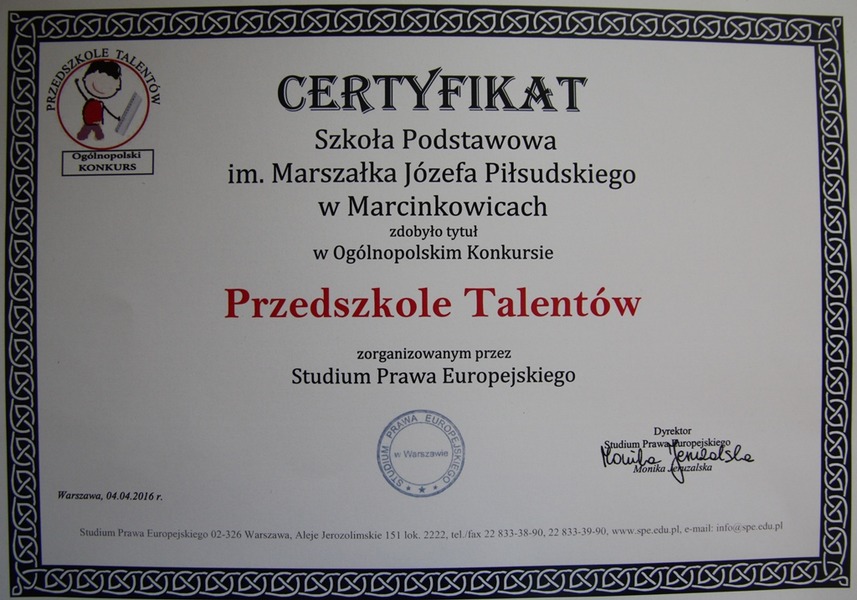 PRZEDSZKOLE TALENTÓW
Ogólnopolski
KONKURS
CERTYFIKAT
Szkoła Podstawowa
im. Marszałka Józefa Piłsudskiego
w Marcinkowicach
zdobyło tytuł
w Ogólnopolskim Konkursie
Przedszkole Talentów
zorganizowanym przez
Studium Prawa Europejskiego
STUDIUM PRAWA EUROPEJSKIEGO
w Warszawie
Dyrektor
Studium Prawa Europejskiego
Monika Jeruzalska
Monika Jeruzalska
Warszawa, 04.04.2016 r.
Studium Prawa Europejskiego 02-326 Warszawa, Aleje Jerozolimskie 151 lok. 2222, tel./fax 22 833-38-90, 22 833-39-90, www.spe.edu.pl, e-mail: info@spe.edu.pl